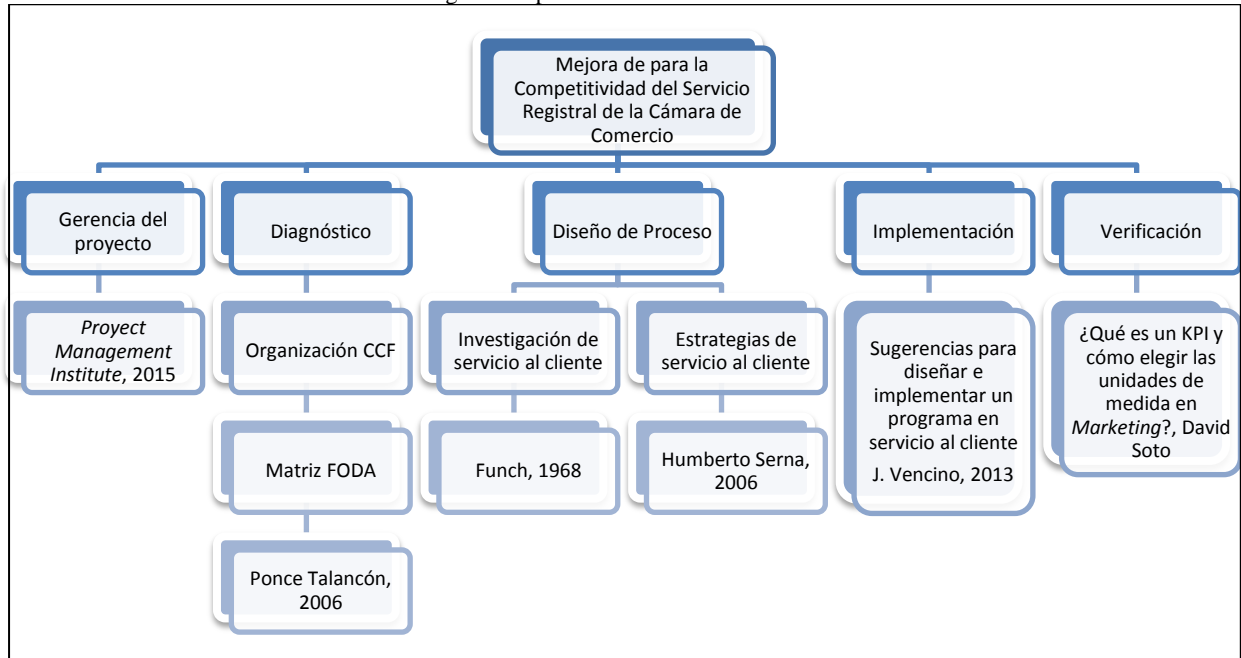 Mejora de para la
Competitividad del Servicio
Registral de la Cámara de
Comercio
Gerencia del
proyecto
Diagnóstico
Diseño de Proceso
Implementación
Verificación
Proyect
Management
Institute, 2015
Organización CCF
Investigación de
servicio al cliente
Estrategias de
servicio al cliente
Sugerencias para
diseñar e
implementar un
programa en
servicio al cliente
J. Vencino, 2013
¿Qué es un KPI y
cómo elegir las
unidades de
medida en
Marketing?, David
Soto
Matriz FODA
Funch, 1968
Humberto Serna,
2006
Ponce Talancón,
2006